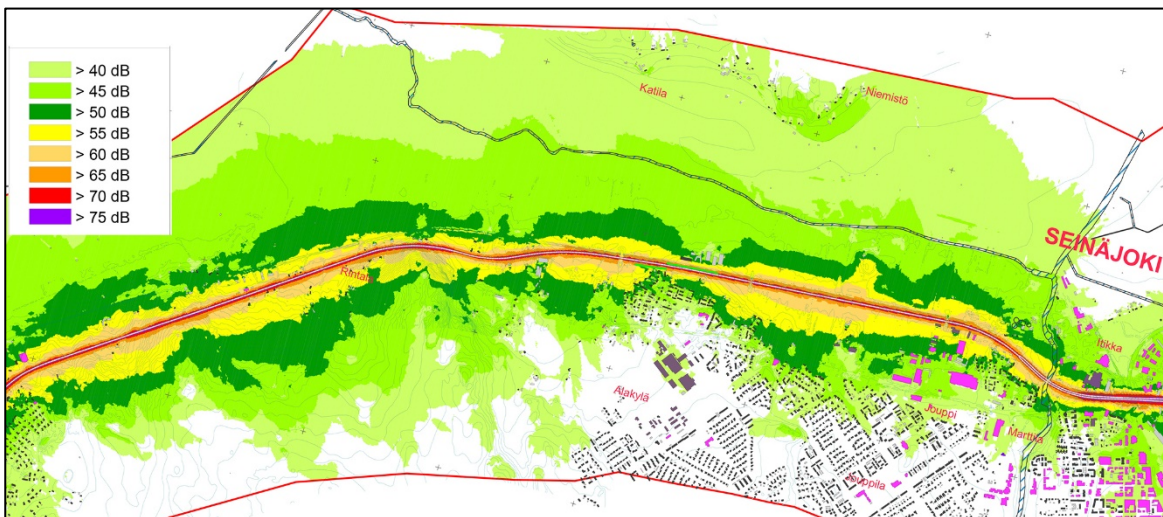 > 40 dB
> 45 dB
> 50 dB
> 55 dB
> 60 dB
> 65 dB
> 70 dB
> 75 dB
Katila
Niemistö
SEINÄJOKI
Rintala
Itikka
Alakylä
Jouppi
Marttila
Jouppila